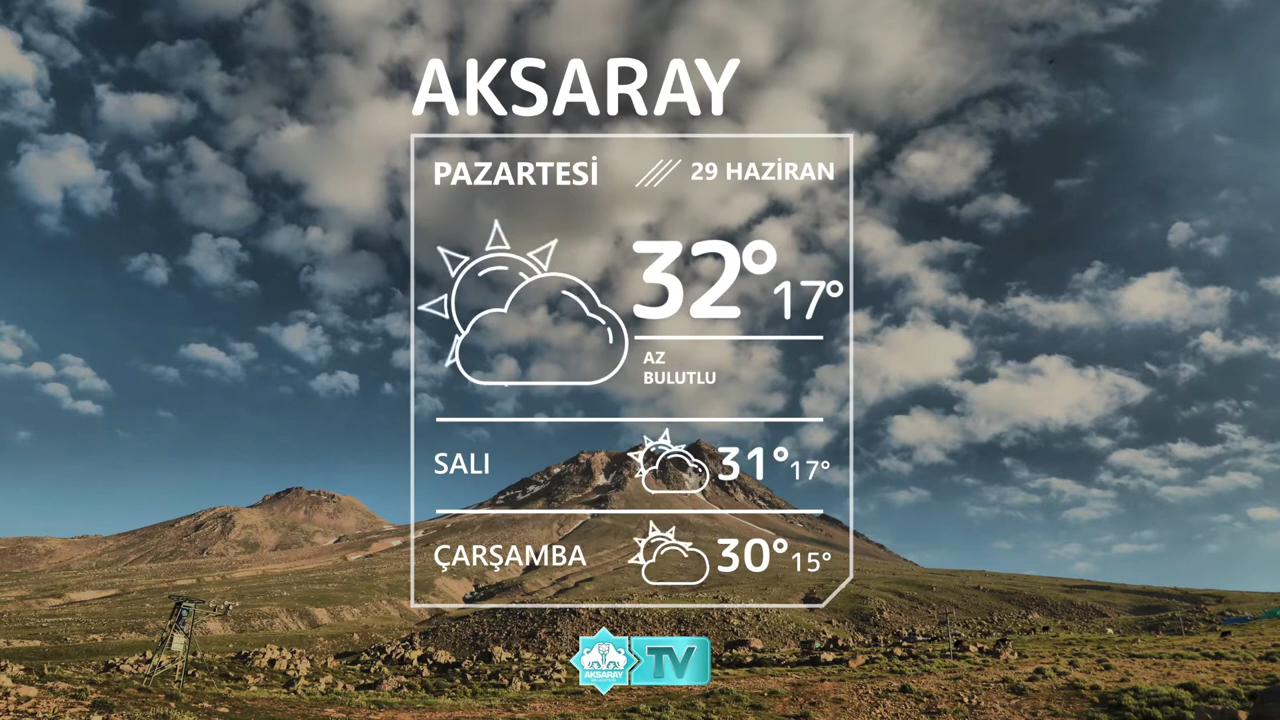 AKSARAY
PAZARTESİ /// 29 HAZİRAN
32° 17°
AZ
BULUTLU
SALI 31° 17°
ÇARŞAMBA 30° 15°
AKSARAY
TV